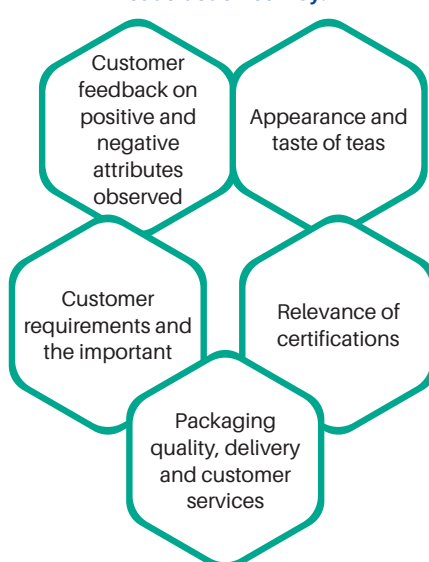 Customer
feedback on
positive and
negative
attributes
observed
Appearance and
taste of teas
Customer
requirements and
the important
Relevance of
certifications
Packaging
quality, delivery
and customer
services